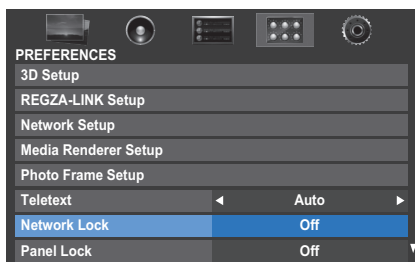 PREFERENCES
3D Setup
REGZA-LINK Setup
Network Setup
Media Renderer Setup
Photo Frame Setup
Teletext ◀ Auto ▶
Network Lock Off
Panel Lock Off